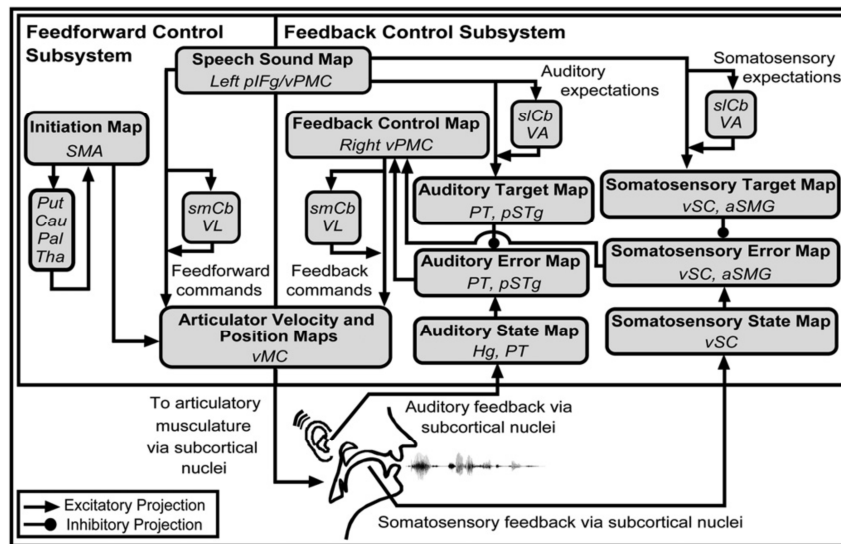 Feedforward Control
Subsystem
Feedback Control Subsystem
Speech Sound Map
Left pIFg/vPMC
Auditory
expectations
Somatosensory
expectations
slCb
VA
slCb
VA
Initiation Map
SMA
Feedback Control Map
Right vPMC
Put
Cau
Pal
Tha
smCb
VL
smCb
VL
Auditory Target Map
PT, pSTg
Somatosensory Target Map
vSC, aSMG
Feedforward
commands
Feedback
commands
Auditory Error Map
PT, pSTg
Somatosensory Error Map
vSC, aSMG
Articulator Velocity and
Position Maps
vMC
Auditory State Map
Hg, PT
Somatosensory State Map
vSC
To articulatory
musculature
via subcortical
nuclei
Auditory feedback via
subcortical nuclei
Excitatory Projection
Inhibitory Projection
Somatosensory feedback via subcortical nuclei